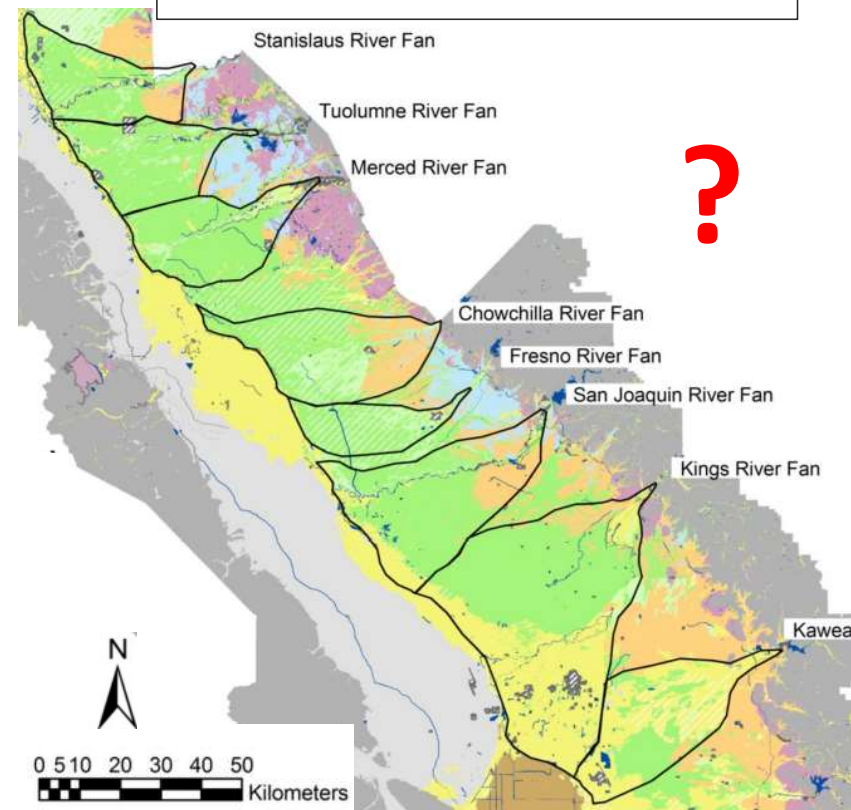 Stanislaus River Fan
Tuolumne River Fan
Merced River Fan
?
Chowchilla River Fan
Fresno River Fan
San Joaquin River Fan
Kings River Fan
Kawea
N
0 5 10 20 30 40 50
Kilometers